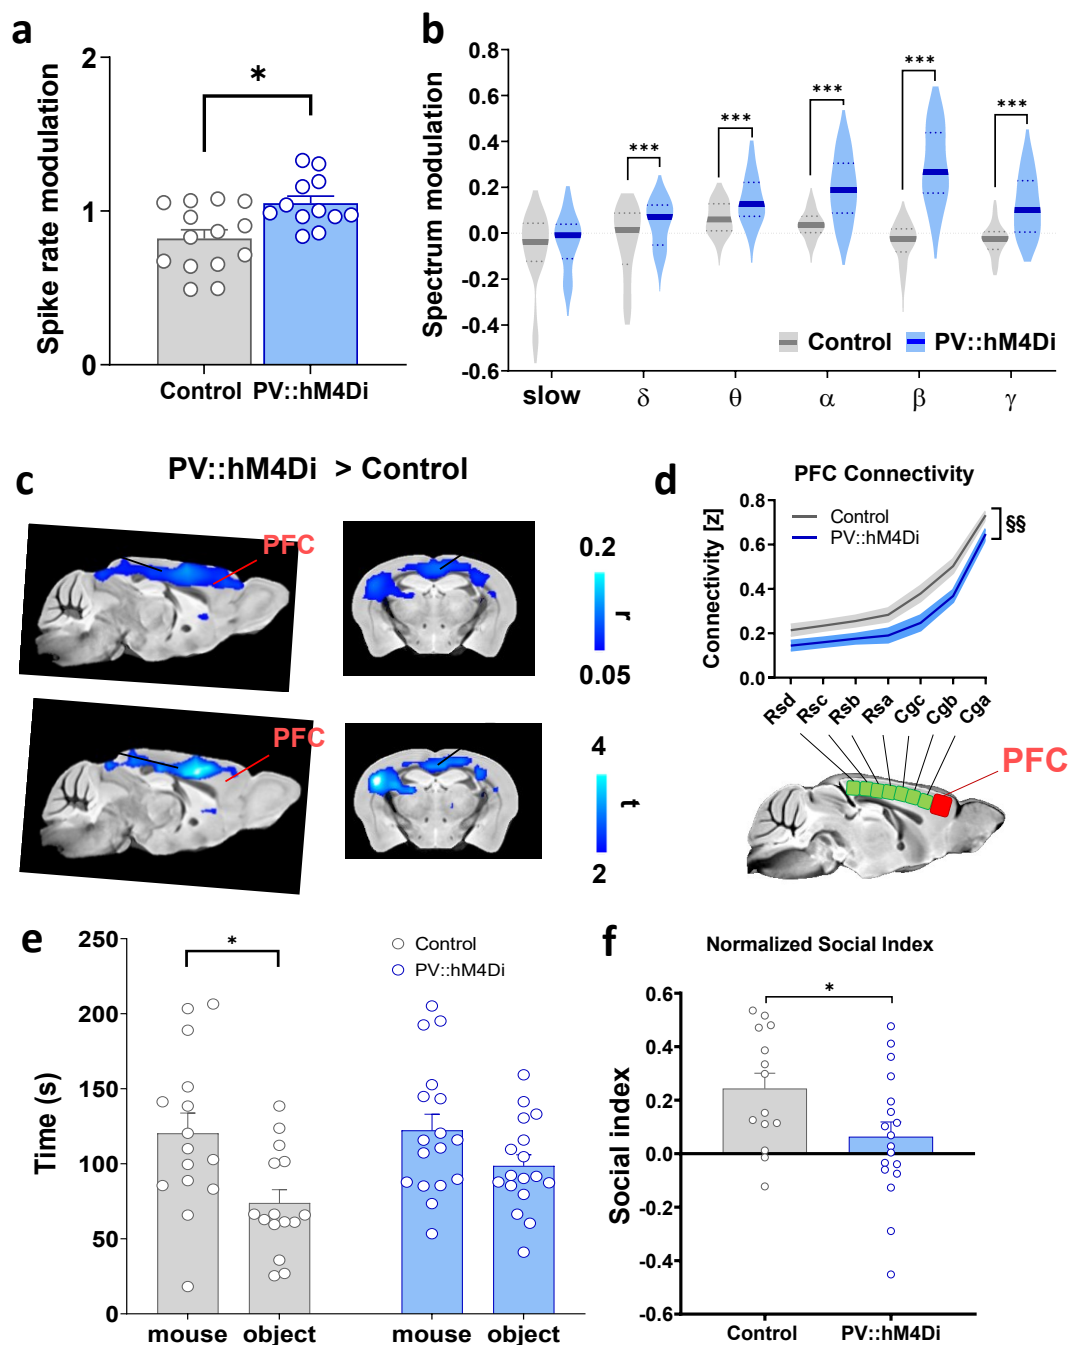 a
Spike rate modulation
2
1
0
*
Control PV::hM4Di
b
Spectrum modulation
0.8
0.6
0.4
0.2
0.0
-0.2
-0.4
-0.6
***
***
***
***
***
Control PV::hM4Di
slow δ θ α β γ
c
PV::hM4Di > Control
PFC
0.2
r
0.05
PFC
4
t
2
d
PFC Connectivity
Connectivity [z]
0.8
0.6
0.4
0.2
0.0
Control
PV::hM4Di
§§
Rsd Rsc Rsb Rsa Cgc Cgb Cga
PFC
e
Time (s)
250
200
150
100
50
0
*
Control
PV::hM4Di
mouse object mouse object
f
Normalized Social Index
Social index
0.6
0.4
0.2
0.0
-0.2
-0.4
-0.6
*
Control PV::hM4Di